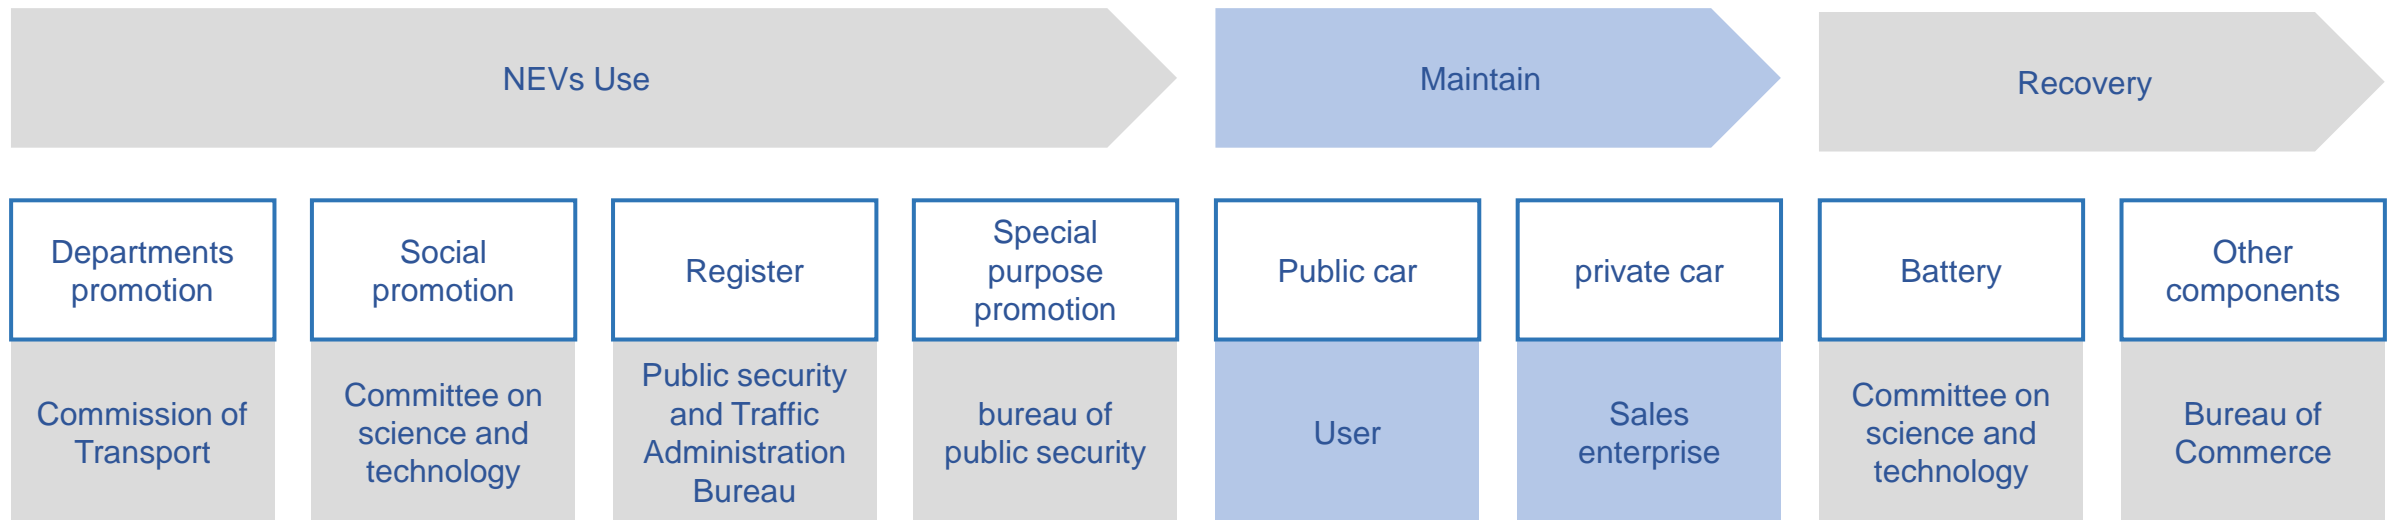 NEVs Use
Maintain
Recovery
Departments
promotion
Social
promotion
Register
Special
purpose
promotion
Public car
private car
Battery
Other
components
Commission of
Transport
Committee on
science and
technology
Public security
and Traffic
Administration
Bureau
bureau of
public security
User
Sales
enterprise
Committee on
science and
technology
Bureau of
Commerce